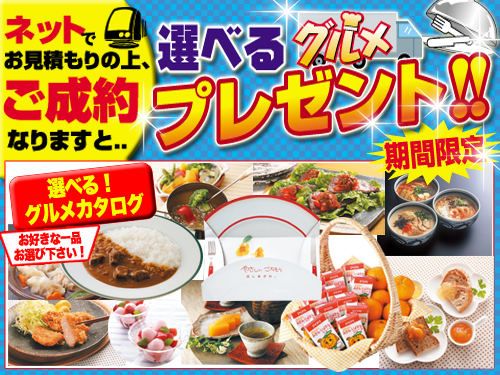 ネットで
お見積もりの上、
ご成約
なりますと..
選べる
グルメ
プレゼント!!
期間限定
選べる！
グルメカタログ
お好きな一品
お選び下さい！